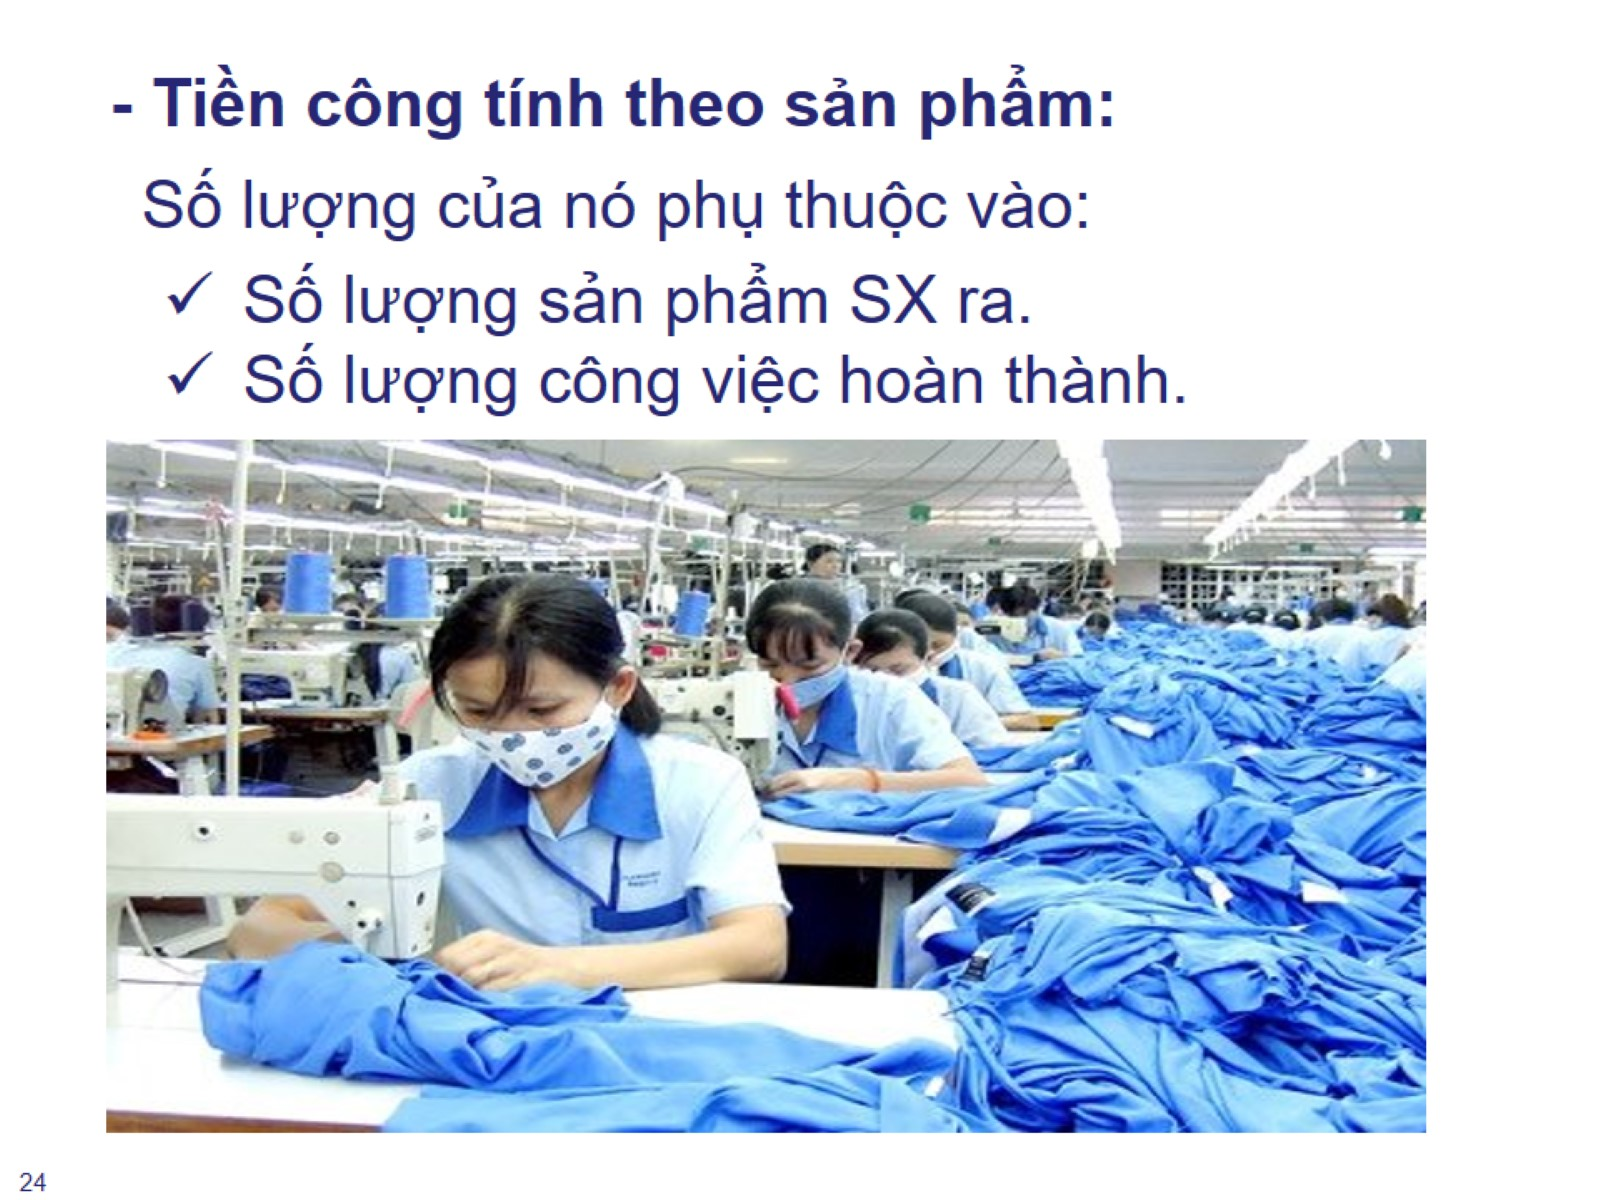 - Tiền công tính theo sản phẩm:
Số lượng của nó phụ thuộc vào:
✓ Số lượng sản phẩm SX ra.
✓ Số lượng công việc hoàn thành.
24